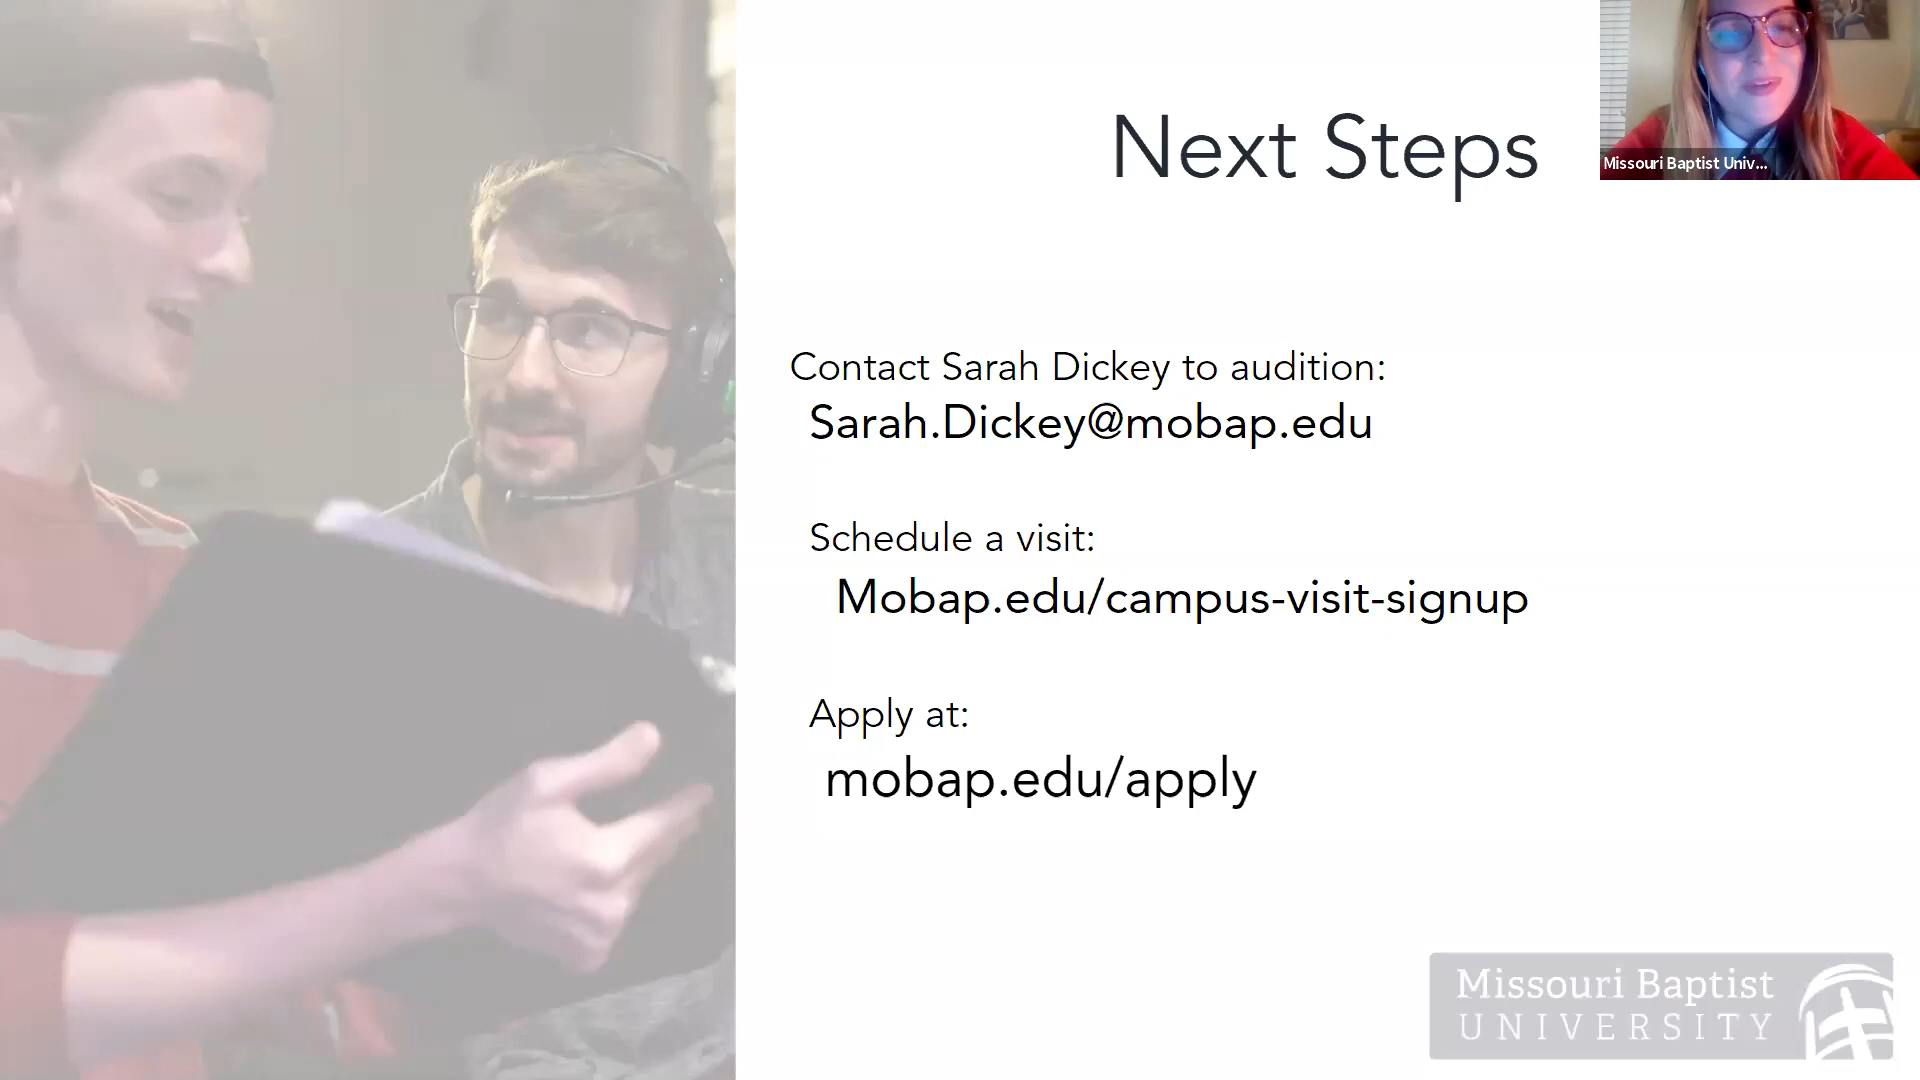 Next Steps
Missouri Baptist Univ...
Contact Sarah Dickey to audition:
Sarah.Dickey@mobap.edu
Schedule a visit:
Mobap.edu/campus-visit-signup
Apply at:
mobap.edu/apply
Missouri Baptist
UNIVERSITY